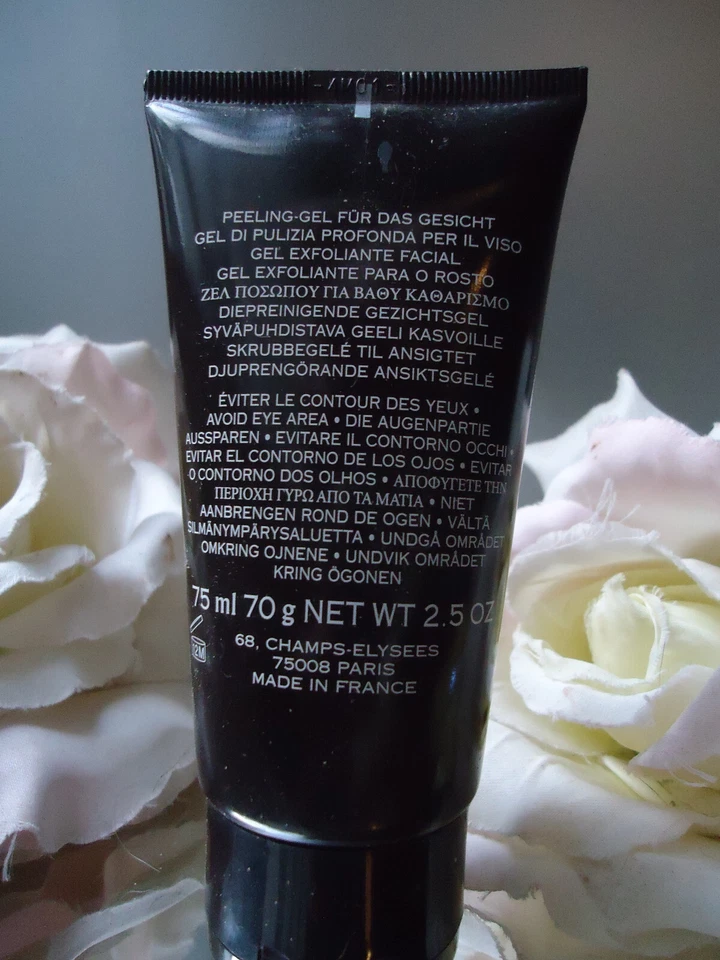 PEELING-GEL FÜR DAS GESICHT
GEL DI PULIZIA PROFONDA PER IL VISO
GEL EXFOLIANTE FACIAL
GEL EXFOLIANTE PARA O ROSTO
ΖΕΛ ΠΟΣΩΠΟΥ ΓΙΑ ΒΑΘΥ ΚΑΘΑΡΙΣΜΟ
DIEPREINIGENDE GEZICHTSGEL
SYVÄPUHDISTAVA GEELI KASVOILLE
SKRUBBEGELÉ TIL ANSIGTET
DJUPRENGÖRANDE ANSIKTSGELÉ
ÉVITER LE CONTOUR DES YEUX •
AVOID EYE AREA • DIE AUGENPARTIE
AUSSPAREN • EVITARE IL CONTORNO OCCHI •
EVITAR EL CONTORNO DE LOS OJOS • EVITAR
O CONTORNO DOS OLHOS • ΑΠΟΦΥΓΕΤΕ ΤΗΝ
ΠΕΡΙΟΧΗ ΓΥΡΩ ΑΠΟ ΤΑ ΜΑΤΙΑ • NIET
AANBRENGEN ROND DE OGEN • VÄLTÄ
SILMÄNYMPÄRYSALUETTA • UNDGÅ OMRÅDET
OMKRING OJNENE • UNDVIK OMRÅDET
KRING ÖGONEN
75 ml 70 g NET WT 2.5 OZ
12M
68, CHAMPS-ELYSEES
75008 PARIS
MADE IN FRANCE